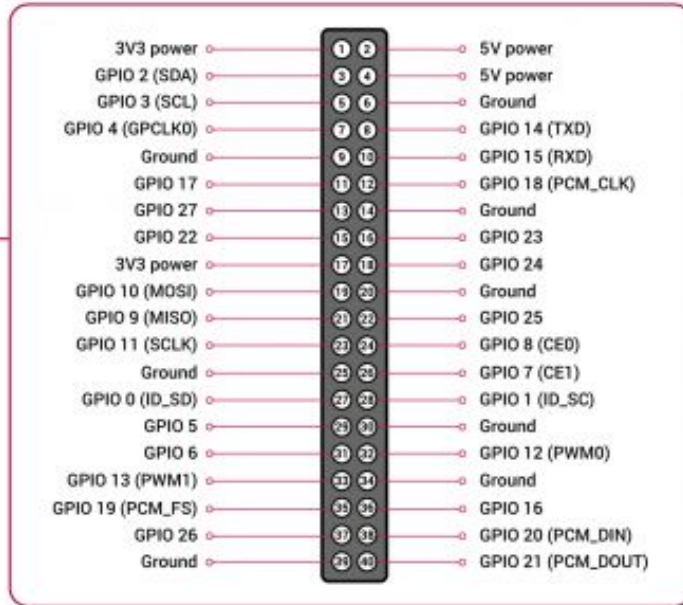 3V3 power 1 2 5V power
GPIO 2 (SDA) 3 4 5V power
GPIO 3 (SCL) 5 6 Ground
GPIO 4 (GPCLK0) 7 8 GPIO 14 (TXD)
Ground 9 10 GPIO 15 (RXD)
GPIO 17 11 12 GPIO 18 (PCM_CLK)
GPIO 27 13 14 Ground
GPIO 22 15 16 GPIO 23
3V3 power 17 18 GPIO 24
GPIO 10 (MOSI) 19 20 Ground
GPIO 9 (MISO) 21 22 GPIO 25
GPIO 11 (SCLK) 23 24 GPIO 8 (CE0)
Ground 25 26 GPIO 7 (CE1)
GPIO 0 (ID_SD) 27 28 GPIO 1 (ID_SC)
GPIO 5 29 30 Ground
GPIO 6 31 32 GPIO 12 (PWM0)
GPIO 13 (PWM1) 33 34 Ground
GPIO 19 (PCM_FS) 35 36 GPIO 16
GPIO 26 37 38 GPIO 20 (PCM_DIN)
Ground 39 40 GPIO 21 (PCM_DOUT)